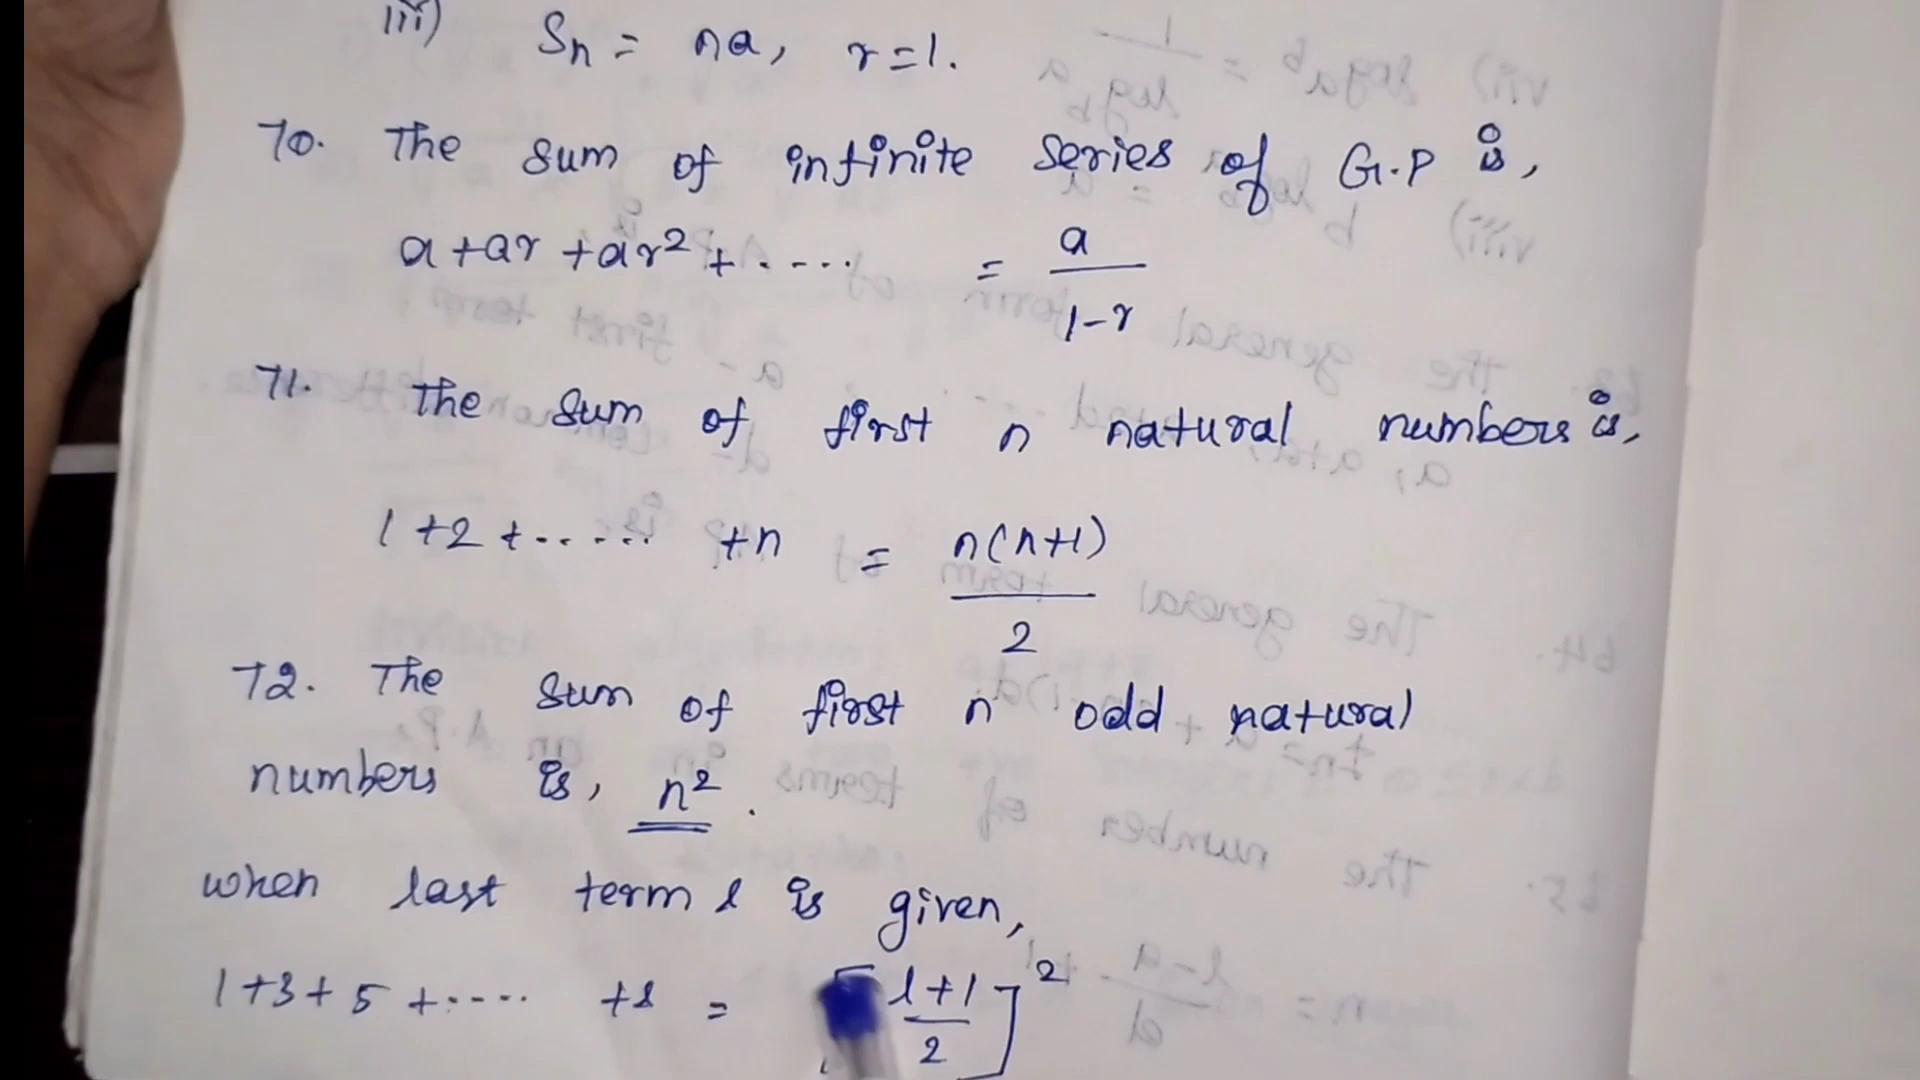 iii) Sn = na, r=1.
70. The sum of infinite series of G.P is,
a + ar + ar² + ..... = a/1-r
71. The sum of first n natural numbers is,
1+2+...... +n = n(n+1)/2
72. The sum of first n odd natural
numbers is, n².
when last term l is given,
1+3+5+..... +l = [l+1/2]²